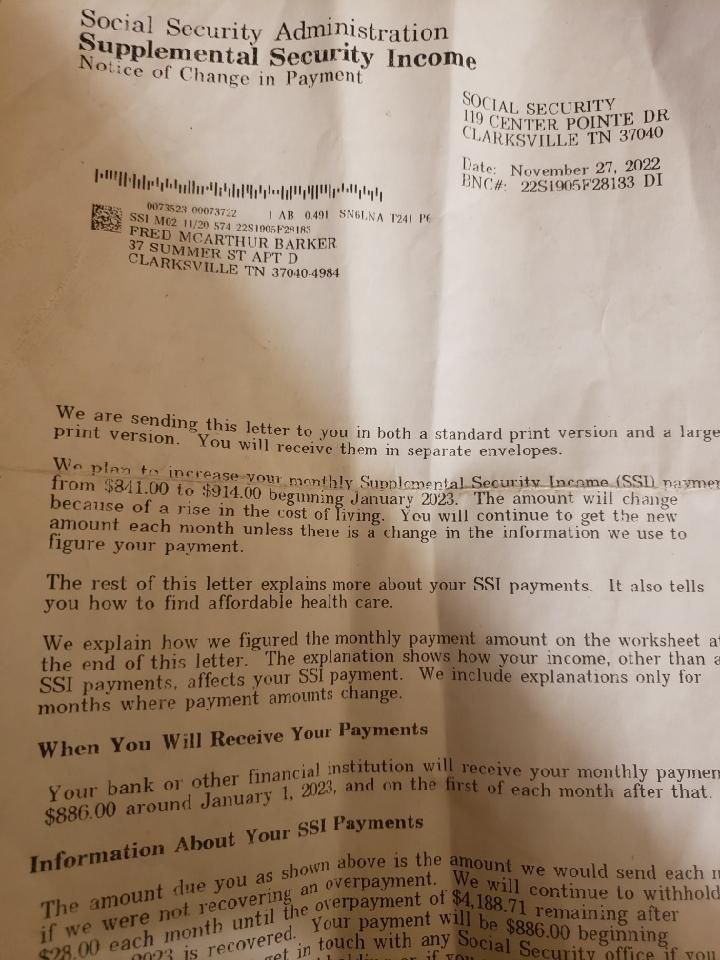 Social Security Administration
Supplemental Security Income
Notice of Change in Payment
SOCIAL SECURITY
119 CENTER POINTE DR
CLARKSVILLE TN 37040
Date: November 27, 2022
BNC#: 22S1905F28183 DI
0073523 00073722 1 AB 0.491 SN6LNA T241 P6
SSI M02 11/20 574 22S1905F28183
FRED MCARTHUR BARKER
37 SUMMER ST APT D
CLARKSVILLE TN 37040-4984
We are sending this letter to you in both a standard print version and a large
print version. You will receive them in separate envelopes.
We plan to increase your monthly Supplemental Security Income (SSI) paymen
from $841.00 to $914.00 beginning January 2023. The amount will change
because of a rise in the cost of living. You will continue to get the new
amount each month unless there is a change in the information we use to
figure your payment.
The rest of this letter explains more about your SSI payments. It also tells
you how to find affordable health care.
We explain how we figured the monthly payment amount on the worksheet at
the end of this letter. The explanation shows how your income, other than a
SSI payments, affects your SSI payment. We include explanations only for
months where payment amounts change.
When You Will Receive Your Payments
Your bank or other financial institution will receive your monthly paymen
$886.00 around January 1, 2023, and on the first of each month after that.
Information About Your SSI Payments
The amount due you as shown above is the amount we would send each m
if we were not recovering an overpayment. We will continue to withhold
$28.00 each month until the overpayment of $4,188.71 remaining after
2023 is recovered. Your payment will be $886.00 beginning
get in touch with any Social Security office if you
if you